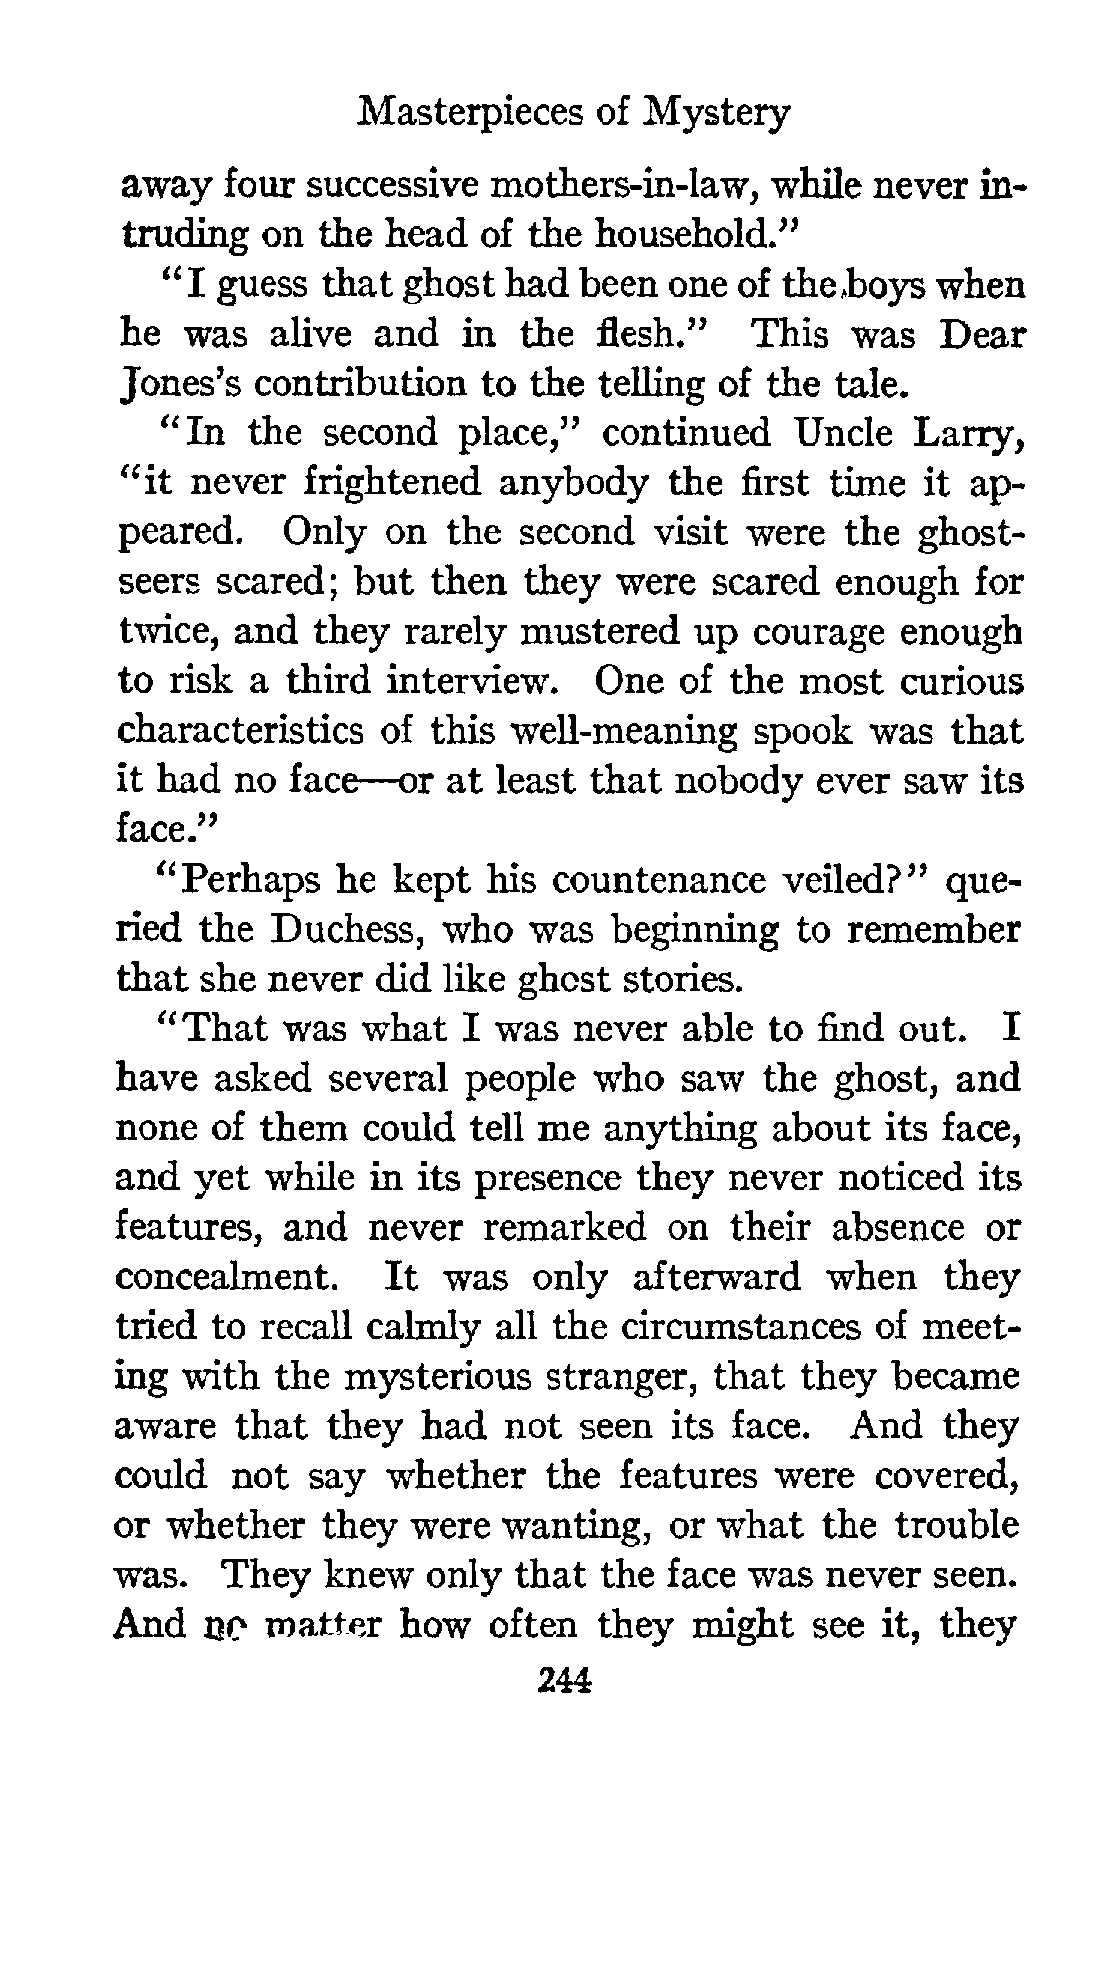 Masterpieces of Mystery
away four successive mothers-in-law, while never in-
truding on the head of the household."
"I guess that ghost had been one of the boys when
he was alive and in the flesh." This was Dear
Jones's contribution to the telling of the tale.
"In the second place," continued Uncle Larry,
"it never frightened anybody the first time it ap-
peared. Only on the second visit were the ghost-
seers scared; but then they were scared enough for
twice, and they rarely mustered up courage enough
to risk a third interview. One of the most curious
characteristics of this well-meaning spook was that
it had no face—or at least that nobody ever saw its
face."
"Perhaps he kept his countenance veiled?" que-
ried the Duchess, who was beginning to remember
that she never did like ghost stories.
"That was what I was never able to find out. I
have asked several people who saw the ghost, and
none of them could tell me anything about its face,
and yet while in its presence they never noticed its
features, and never remarked on their absence or
concealment. It was only afterward when they
tried to recall calmly all the circumstances of meet-
ing with the mysterious stranger, that they became
aware that they had not seen its face. And they
could not say whether the features were covered,
or whether they were wanting, or what the trouble
was. They knew only that the face was never seen.
And no matter how often they might see it, they
244